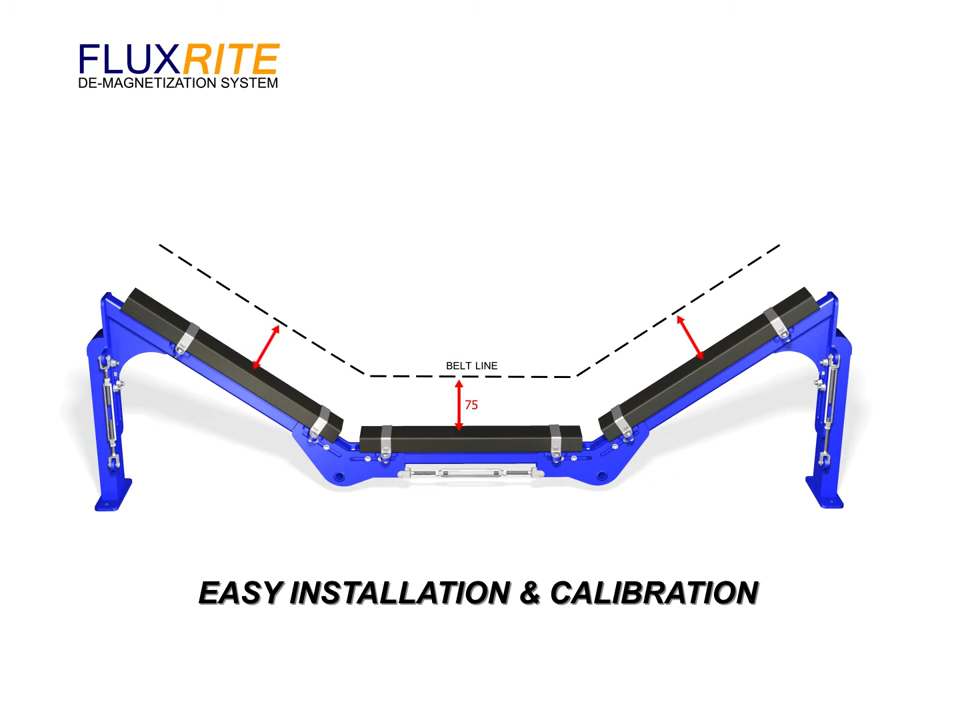 FLUXRITE
DE-MAGNETIZATION SYSTEM
BELT LINE
75
EASY INSTALLATION & CALIBRATION